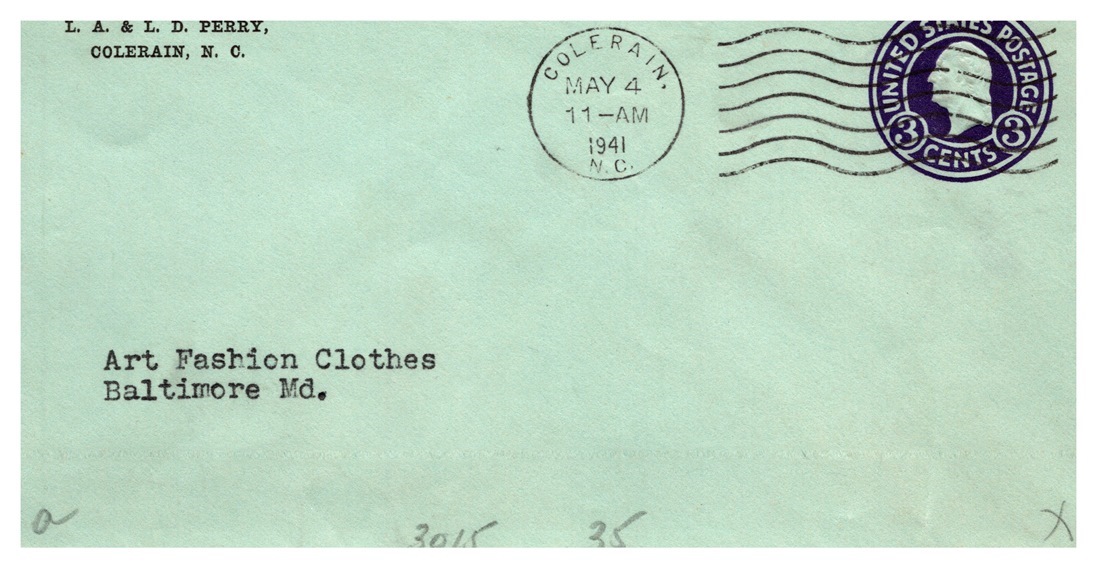 L. A. & L. D. PERRY,
COLERAIN, N. C.
COLERAIN,
MAY 4
11-AM
1941
N.C.
UNITED STATES POSTAGE
3 CENTS 3
Art Fashion Clothes
Baltimore Md.
a
3015 35
X